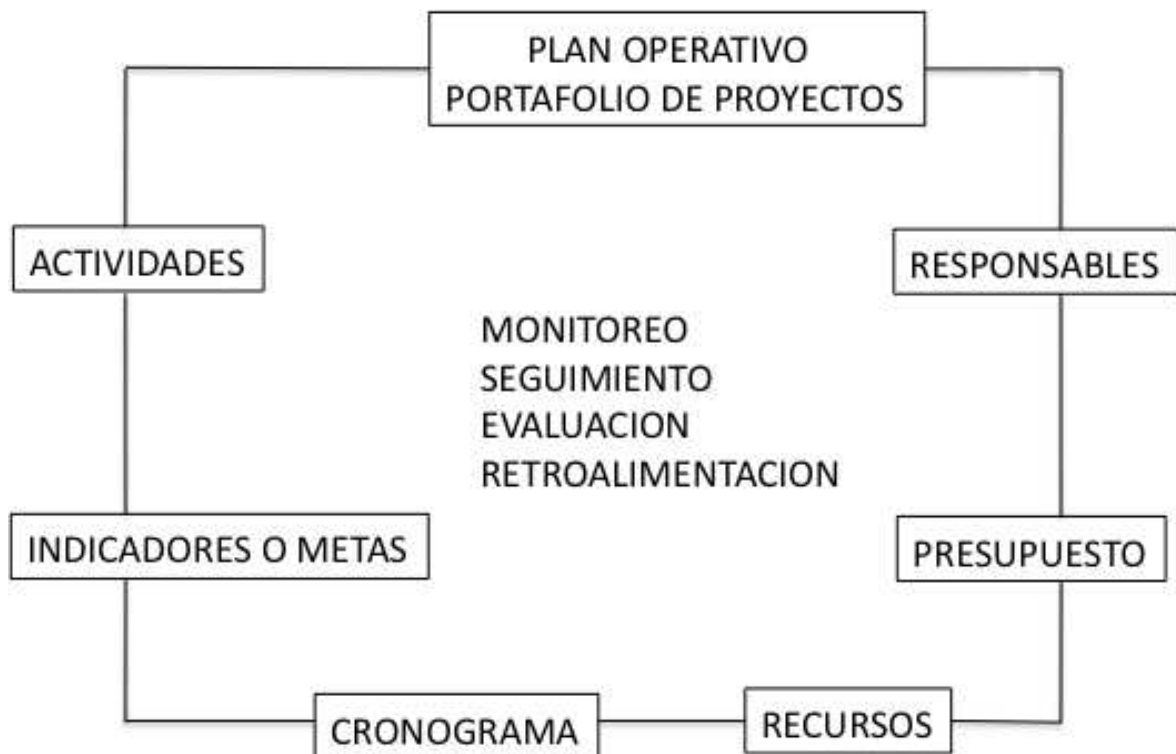 PLAN OPERATIVO
PORTAFOLIO DE PROYECTOS
ACTIVIDADES
RESPONSABLES
MONITOREO
SEGUIMIENTO
EVALUACION
RETROALIMENTACION
INDICADORES O METAS
PRESUPUESTO
CRONOGRAMA
RECURSOS